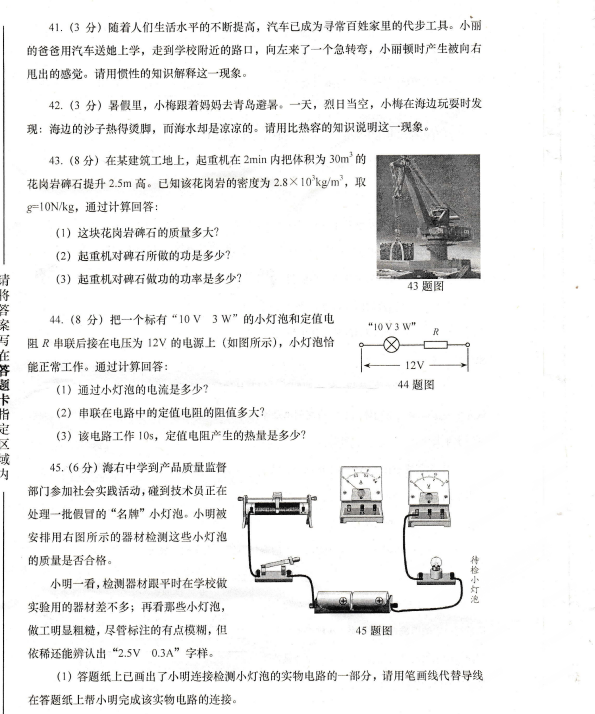 41.（3 分）随着人们生活水平的不断提高，汽车已成为寻常百姓家里的代步工具。小丽
的爸爸用汽车送她上学，走到学校附近的路口，向左来了一个急转弯，小丽顿时产生被向右
甩出的感觉。请用惯性的知识解释这一现象。
42.（3 分）暑假里，小梅跟着妈妈去青岛避暑。一天，烈日当空，小梅在海边玩耍时发
现：海边的沙子热得烫脚，而海水却是凉凉的。请用比热容的知识说明这一现象。
43.（8 分）在某建筑工地上，起重机在 2min 内把体积为 30m³ 的
花岗岩碑石提升 2.5m 高。已知该花岗岩的密度为 2.8×10³kg/m³，取
g=10N/kg，通过计算回答：
（1）这块花岗岩碑石的质量多大？
（2）起重机对碑石所做的功是多少？
（3）起重机对碑石做功的功率是多少？
43 题图
44.（8 分）把一个标有“10 V　3 W”的小灯泡和定值电
阻 R 串联后接在电压为 12V 的电源上（如图所示），小灯泡恰
能正常工作。通过计算回答：
（1）通过小灯泡的电流是多少？
（2）串联在电路中的定值电阻的阻值多大？
（3）该电路工作 10s，定值电阻产生的热量是多少？
“10 V 3 W”
R
12V
44 题图
45.（6 分）海右中学到产品质量监督
部门参加社会实践活动，碰到技术员正在
处理一批假冒的“名牌”小灯泡。小明被
安排用右图所示的器材检测这些小灯泡
的质量是否合格。
小明一看，检测器材跟平时在学校做
实验用的器材差不多；再看那些小灯泡，
做工明显粗糙，尽管标注的有点模糊，但
依稀还能辨认出“2.5V　0.3A”字样。
A
V
待检小灯泡
45 题图
（1）答题纸上已画出了小明连接检测小灯泡的实物电路的一部分，请用笔画线代替导线
在答题纸上帮小明完成该实物电路的连接。
请将答案写在答题卡指定区域内